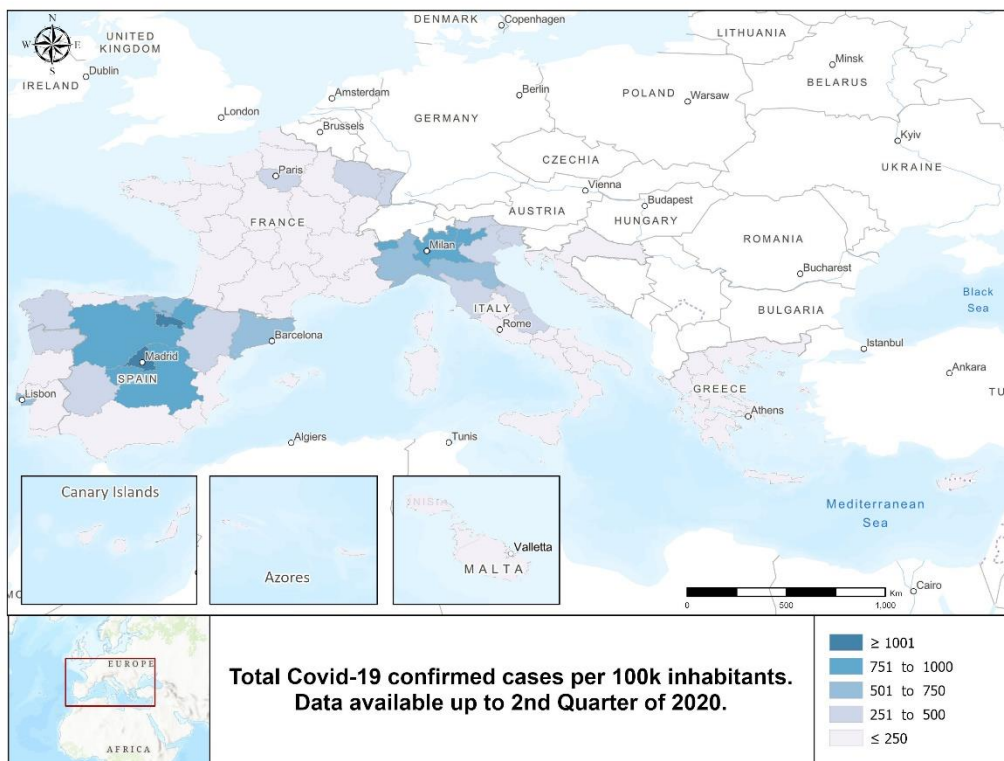 N
W E
S
DENMARK
Copenhagen
LITHUANIA
UNITED
KINGDOM
Minsk
BELARUS
Dublin
IRELAND
Amsterdam
Berlin
POLAND
Warsaw
London
GERMANY
Brussels
Kyiv
UKRAINE
CZECHIA
Paris
Vienna
Budapest
AUSTRIA
HUNGARY
FRANCE
Milan
ROMANIA
Bucharest
Black
Sea
BULGARIA
ITALY
Rome
Barcelona
Istanbul
Madrid
SPAIN
Ankara
TU
Lisbon
GREECE
Athens
Algiers
Tunis
Canary Islands
Azores
NISI
Valletta
MALTA
Mediterranean
Sea
MO
Cairo
Km
0 500 1,000
EUROPE
AFRICA
Total Covid-19 confirmed cases per 100k inhabitants.
Data available up to 2nd Quarter of 2020.
≥ 1001
751 to 1000
501 to 750
251 to 500
≤ 250